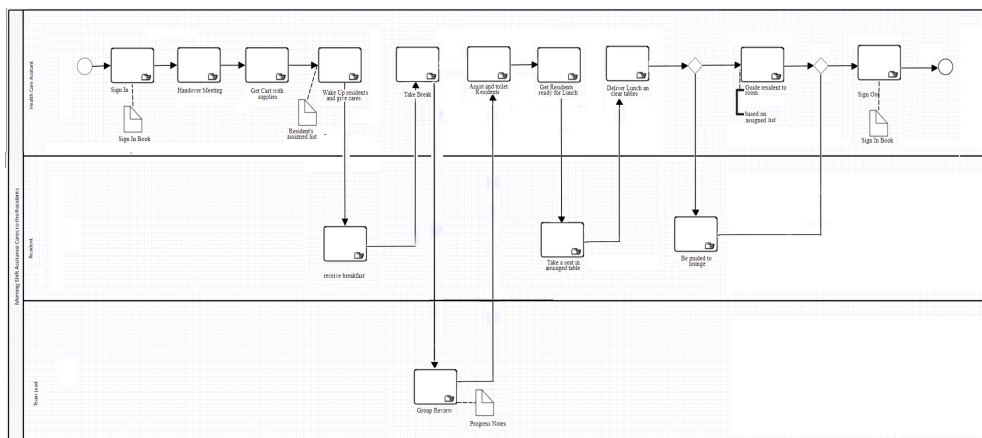 Morning Shift Assistance Cares to the Residents
Health Care Assistant
Sign In
Handover Meeting
Get Cart with
supplies
Wake Up residents
and give cares
Take Break
Assist and toilet
Residents
Get Residents
ready for Lunch
Deliver Lunch an
clear tables
Guide resident to
room
Sign Out
Sign In Book
Resident's
assigned list
based on
assigned list
Sign In Book
Resident
receive breakfast
Take a seat in
arranged table
Be guided to
lounge
Team Lead
Group Review
Progress Notes